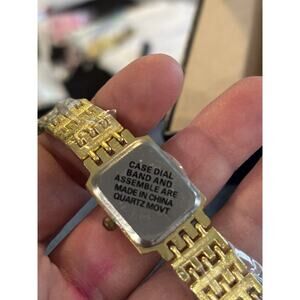 CASE DIAL
BAND AND
ASSEMBLE ARE
MADE IN CHINA
QUARTZ MOVT